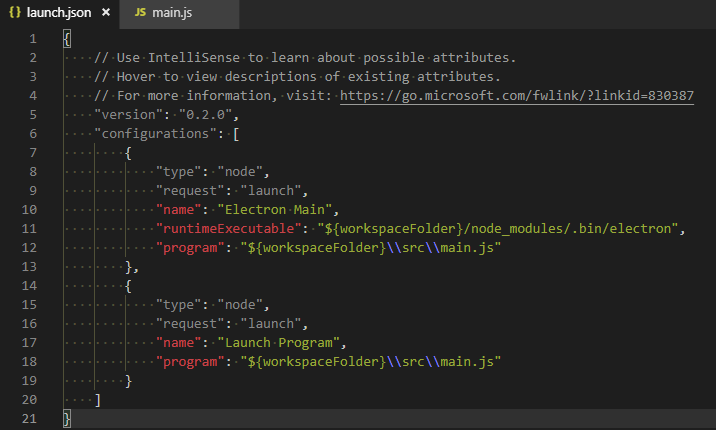 {} launch.json ×
JS main.js
1 {
2 // Use IntelliSense to learn about possible attributes.
3 // Hover to view descriptions of existing attributes.
4 // For more information, visit: https://go.microsoft.com/fwlink/?linkid=830387
5 "version": "0.2.0",
6 "configurations": [
7 {
8 "type": "node",
9 "request": "launch",
10 "name": "Electron Main",
11 "runtimeExecutable": "${workspaceFolder}/node_modules/.bin/electron",
12 "program": "${workspaceFolder}\\src\\main.js"
13 },
14 {
15 "type": "node",
16 "request": "launch",
17 "name": "Launch Program",
18 "program": "${workspaceFolder}\\src\\main.js"
19 }
20 ]
21 }